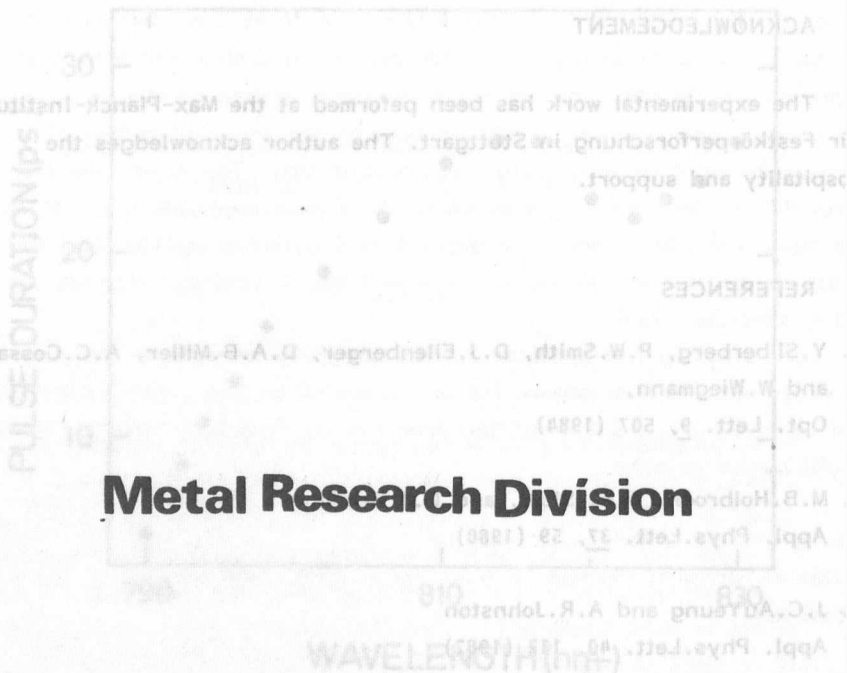 30
20
10
PULSE DURATION (ps
Metal Research Division
790
810
830
WAVELENGTH (nm)
ACKNOWLEDGEMENT
The experimental work has been peformed at the Max-Planck-Institu
ür Festkörperforschung in Stuttgart. The author acknowledges the
ospitality and support.
REFERENCES
. Y.Silberberg, P.W.Smith, D.J.Eilenberger, D.A.B.Miller, A.C.Gossa
and W.Wiegmann,
Opt. Lett. 9, 507 (1984)
. M.B.Holbro
Appl. Phys.Lett. 37, 59 (1980)
J.C.AuYeung and A.R.Johnston
Appl. Phys.Lett. 40, 112 (1982)